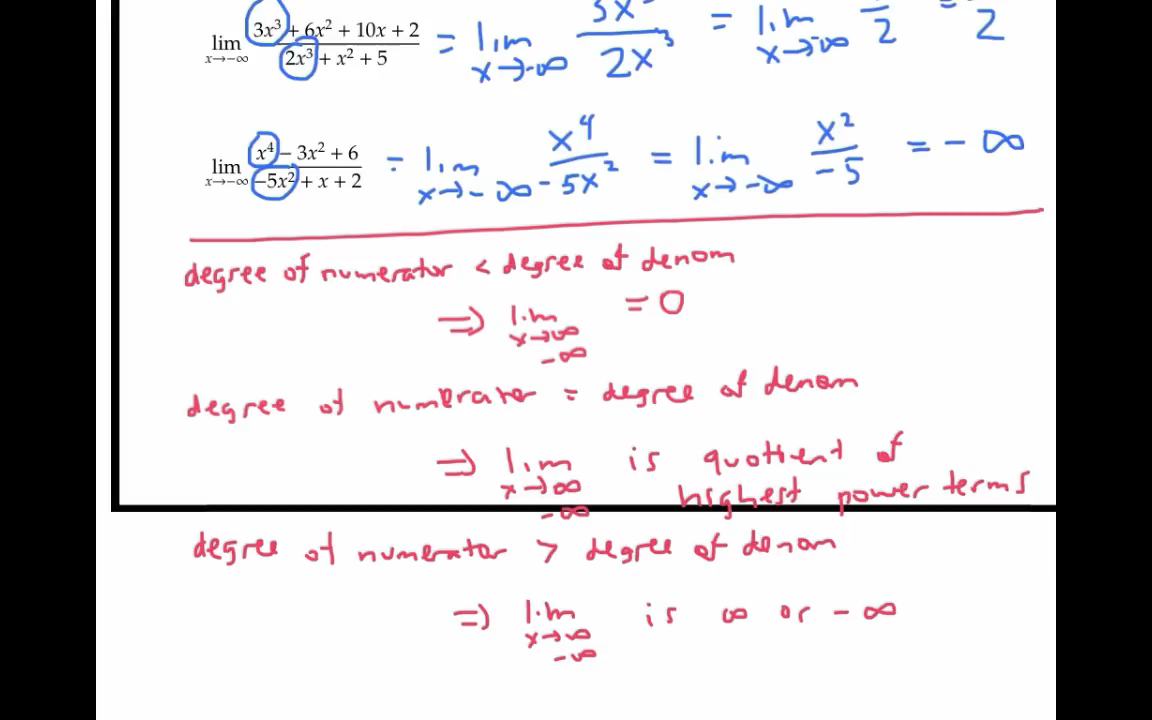 lim x→−∞ (3x³ + 6x² + 10x + 2)/(2x³ + x² + 5) = lim x→−∞ 3x³/2x³ = lim x→−∞ 3/2 = 3/2
lim x→−∞ (x⁴ − 3x² + 6)/(−5x² + x + 2) = lim x→−∞ x⁴/−5x² = lim x→−∞ x²/−5 = −∞
degree of numerator < degree of denom
⇒ lim x→∞ −∞ = 0
degree of numerator = degree of denom
⇒ lim x→∞ −∞ is quotient of
highest power terms
degree of numerator > degree of denom
⇒ lim x→∞ −∞ is ∞ or −∞